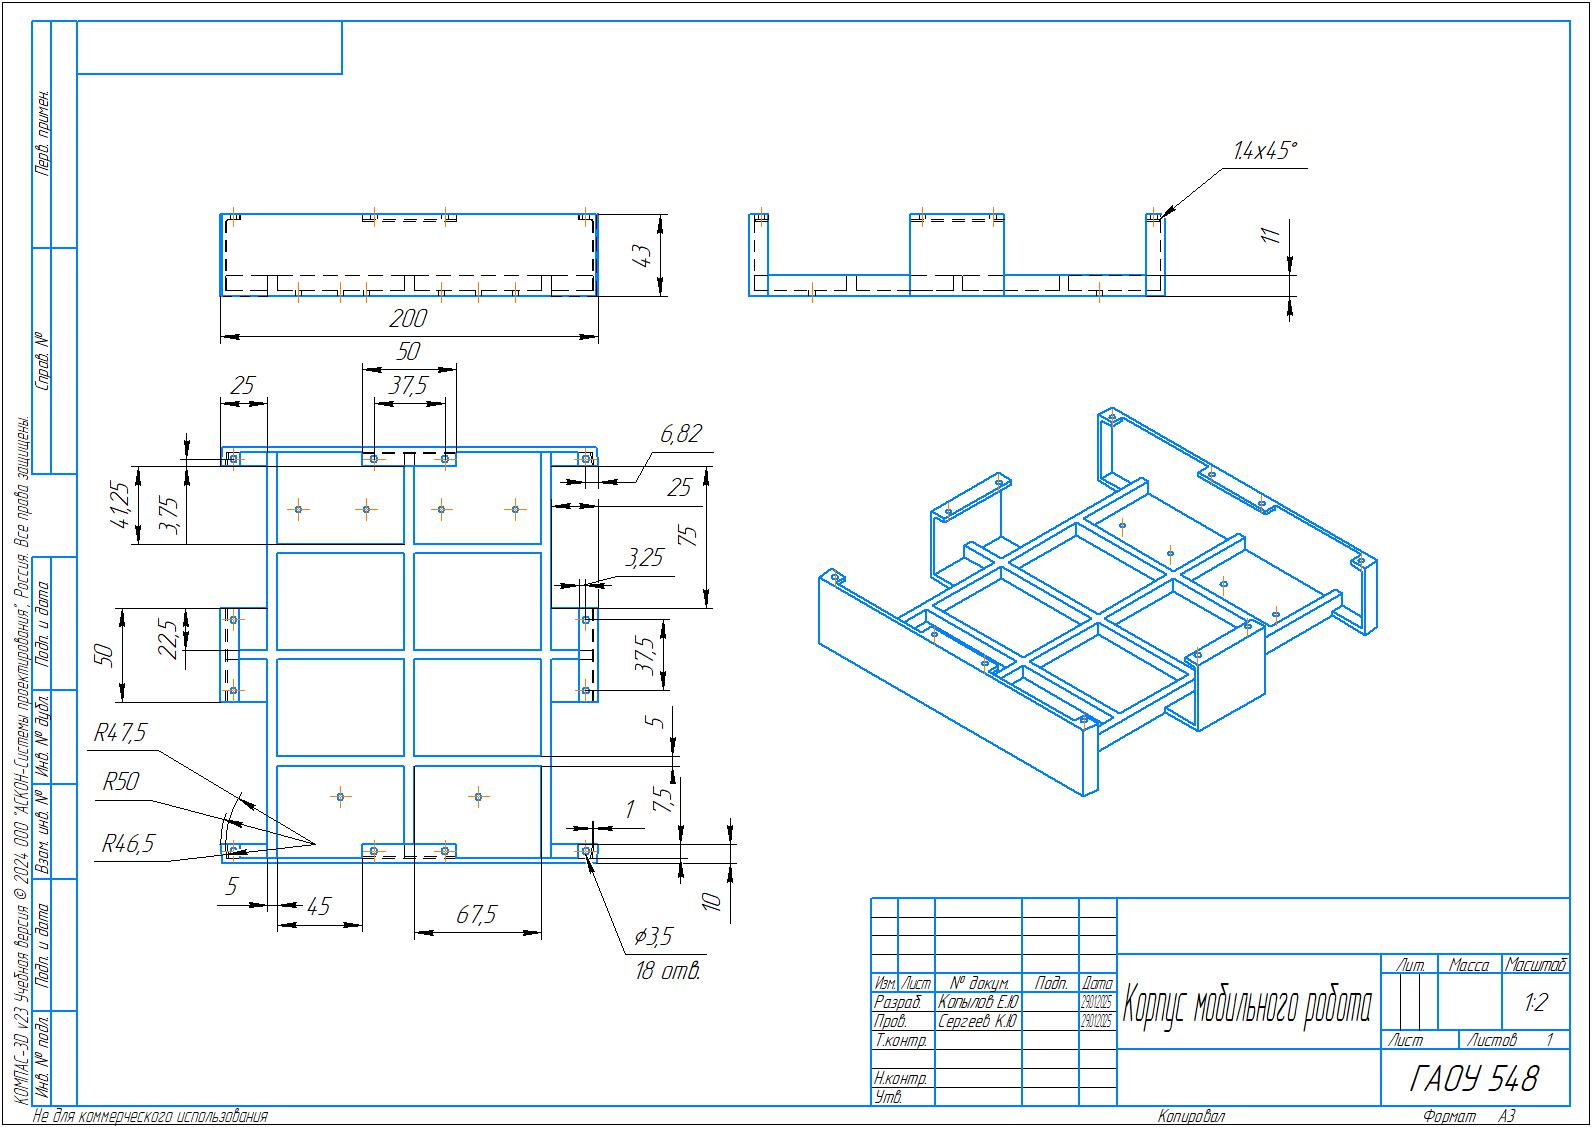 Перв. примен.
Справ. №
Подп. и дата
Инв. № дубл.
Взам. инв. №
Подп. и дата
Инв. № подл.
КОМПАС-3D v23 Учебная версия © 2024 ООО "АСКОН-Системы проектирования", Россия. Все права защищены.
Не для коммерческого использования
1.4x45°
43
11
200
50
25
37,5
6,82
41,25
3,75
25
75
3,25
50
22,5
37,5
R47,5
R50
R46,5
5
7,5
1
10
5
45
67,5
⌀3,5
18 отв.
Изм. Лист № докум. Подп. Дата
Разраб. Копылов Е.Ю 29.01.2025
Пров. Сергеев К.Ю 29.01.2025
Т.контр.
Н.контр.
Утв.
Корпус мобильного робота
Лит. Масса Масштаб
1:2
Лист Листов 1
ГАОУ 548
Копировал Формат А3